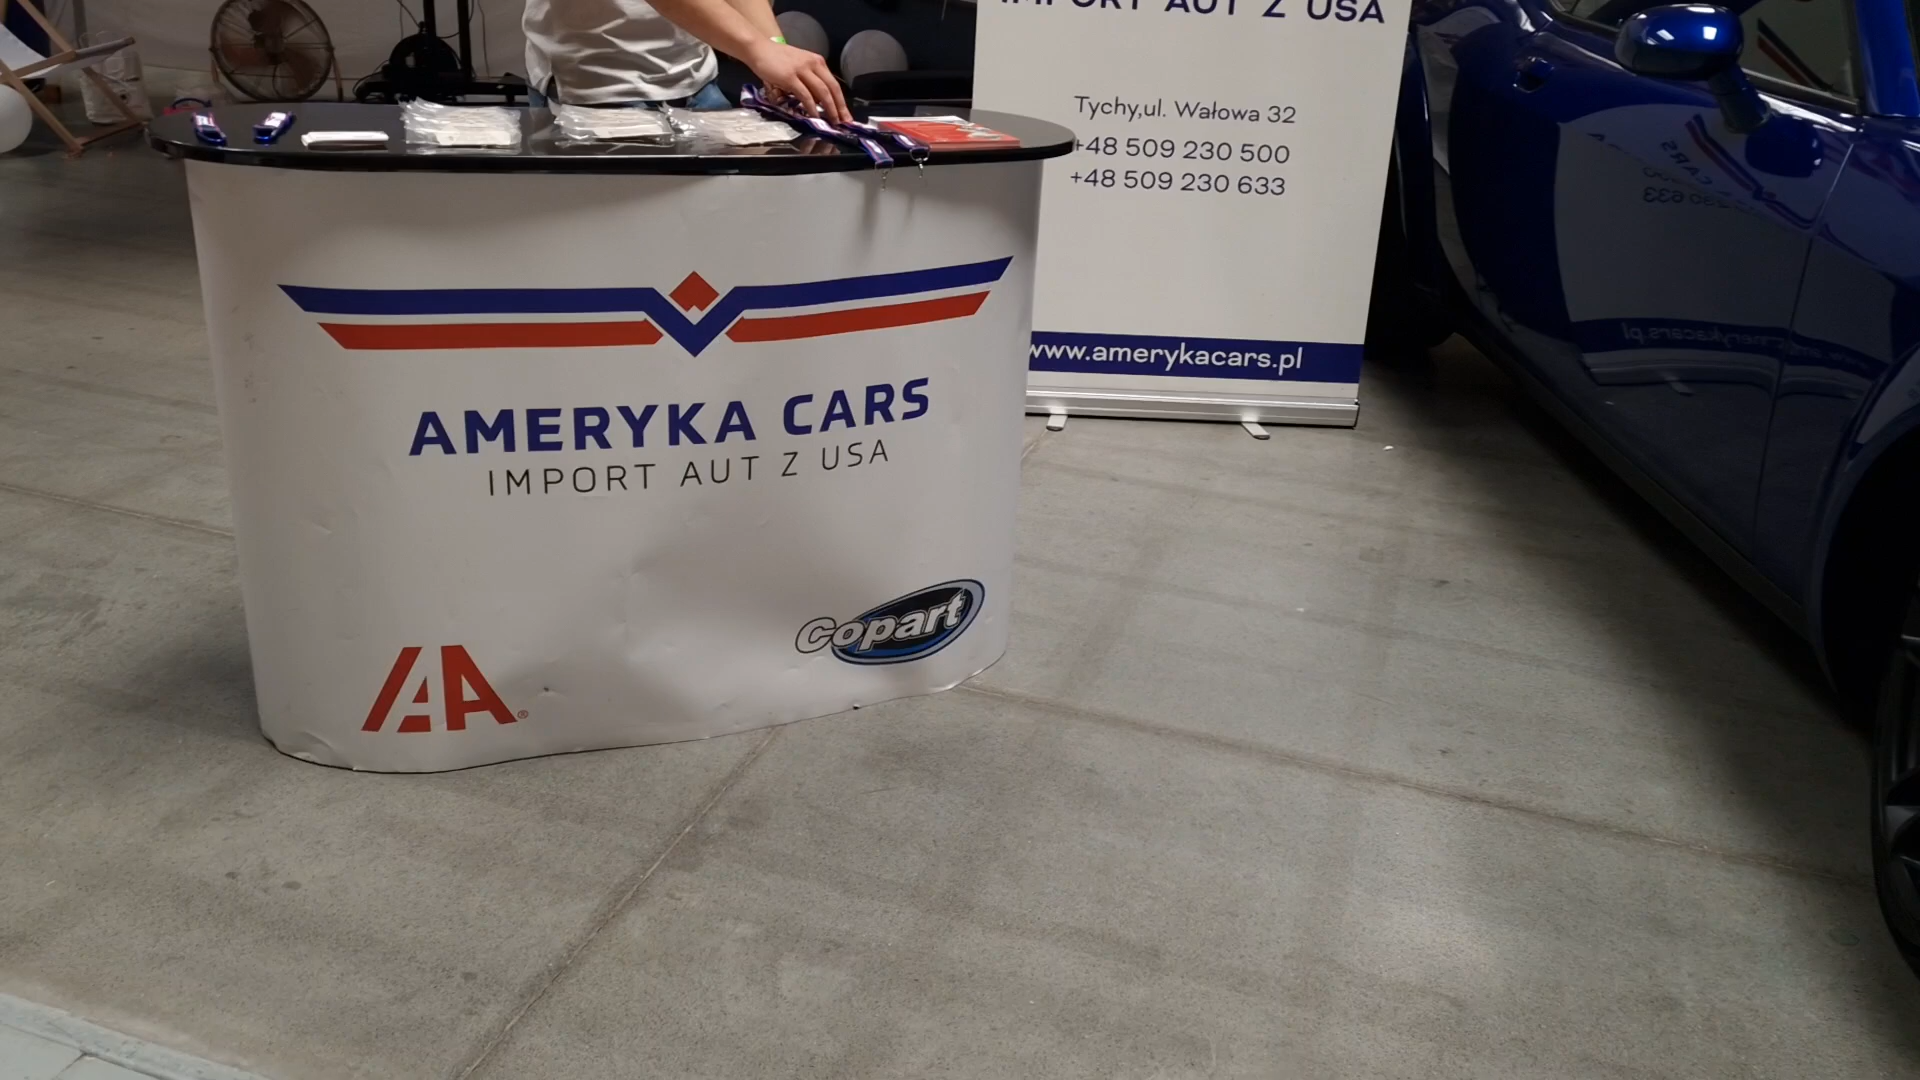 IMPORT AUT Z USA
Tychy,ul. Wałowa 32
+48 509 230 500
+48 509 230 633
www.amerykacars.pl
AMERYKA CARS
IMPORT AUT Z USA
IAA®
Copart